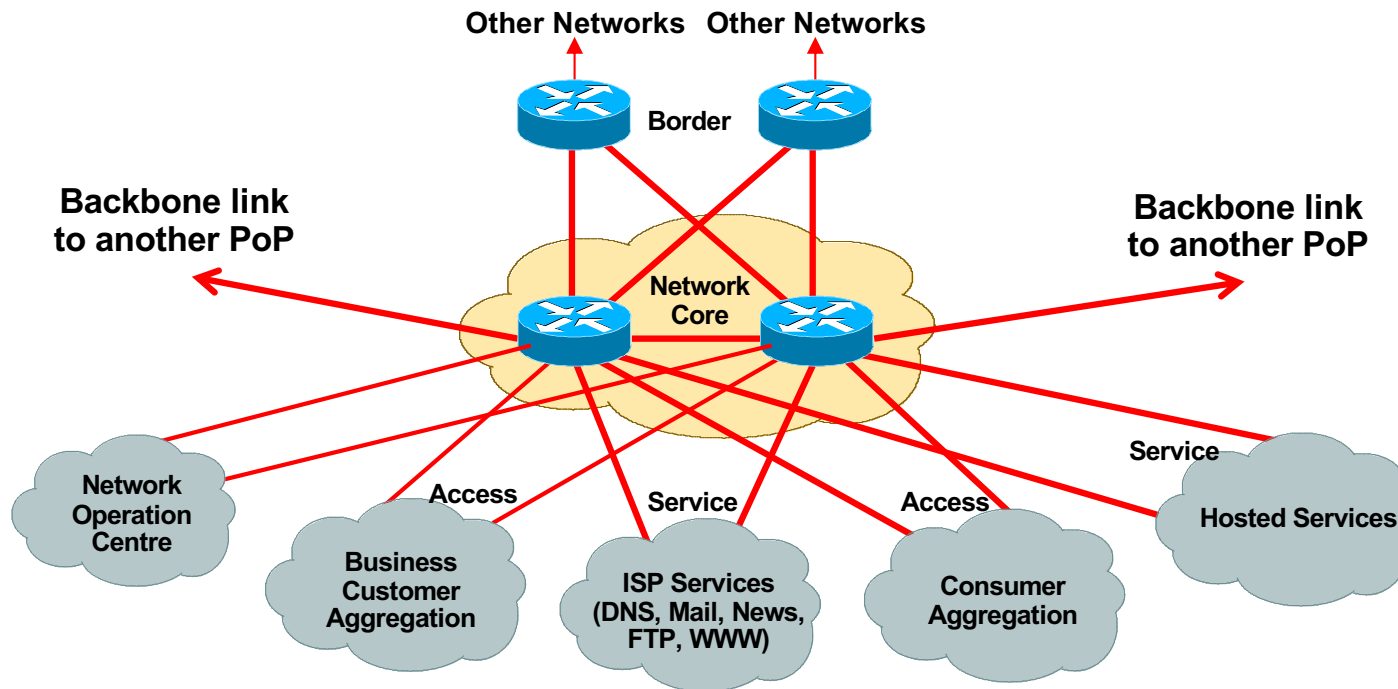 Other Networks
Other Networks
Border
Backbone link
to another PoP
Backbone link
to another PoP
Network
Core
Network
Operation
Centre
Access
Business
Customer
Aggregation
Service
ISP Services
(DNS, Mail, News,
FTP, WWW)
Access
Consumer
Aggregation
Service
Hosted Services